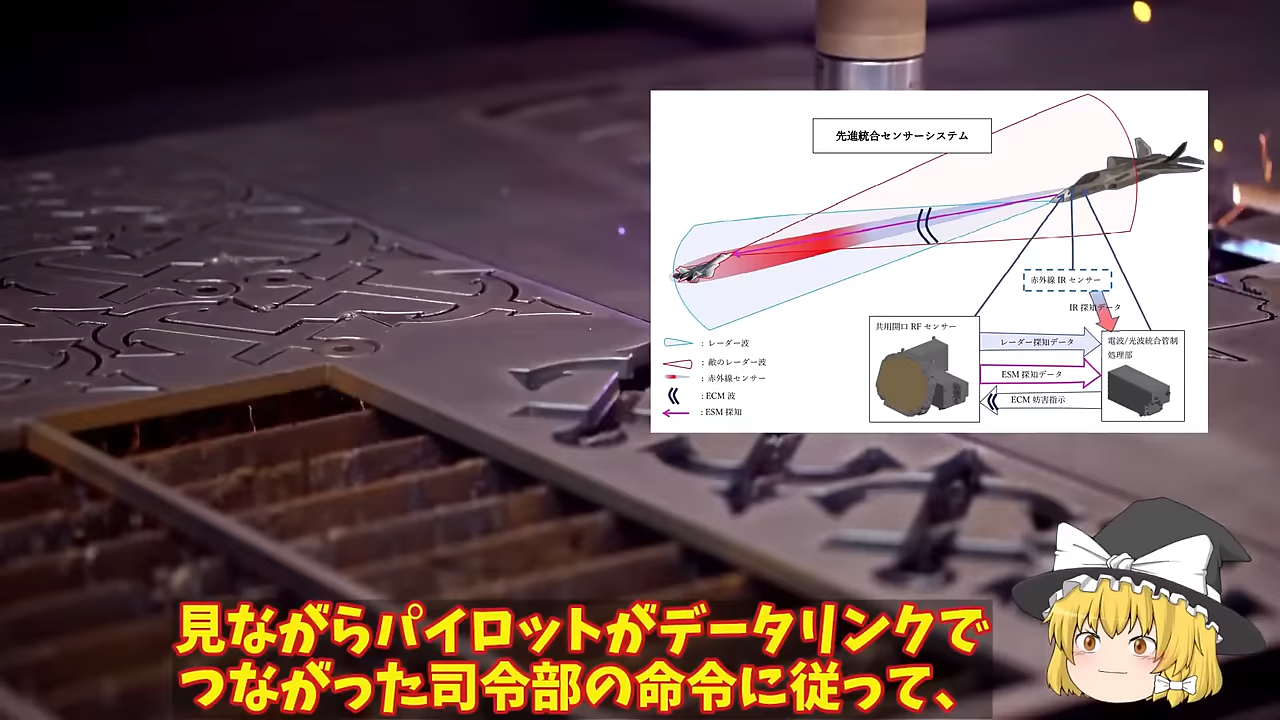 先進統合センサーシステム
赤外線 IR センサー
IR 探知データ
共用開口 RF センサー
レーダー探知データ
電波/光波統合管制
処理部
ESM 探知データ
ECM 妨害指示
：レーダー波
：敵のレーダー波
：赤外線センサー
：ECM 波
：ESM 探知
見ながらパイロットがデータリンクで
つながった司令部の命令に従って、